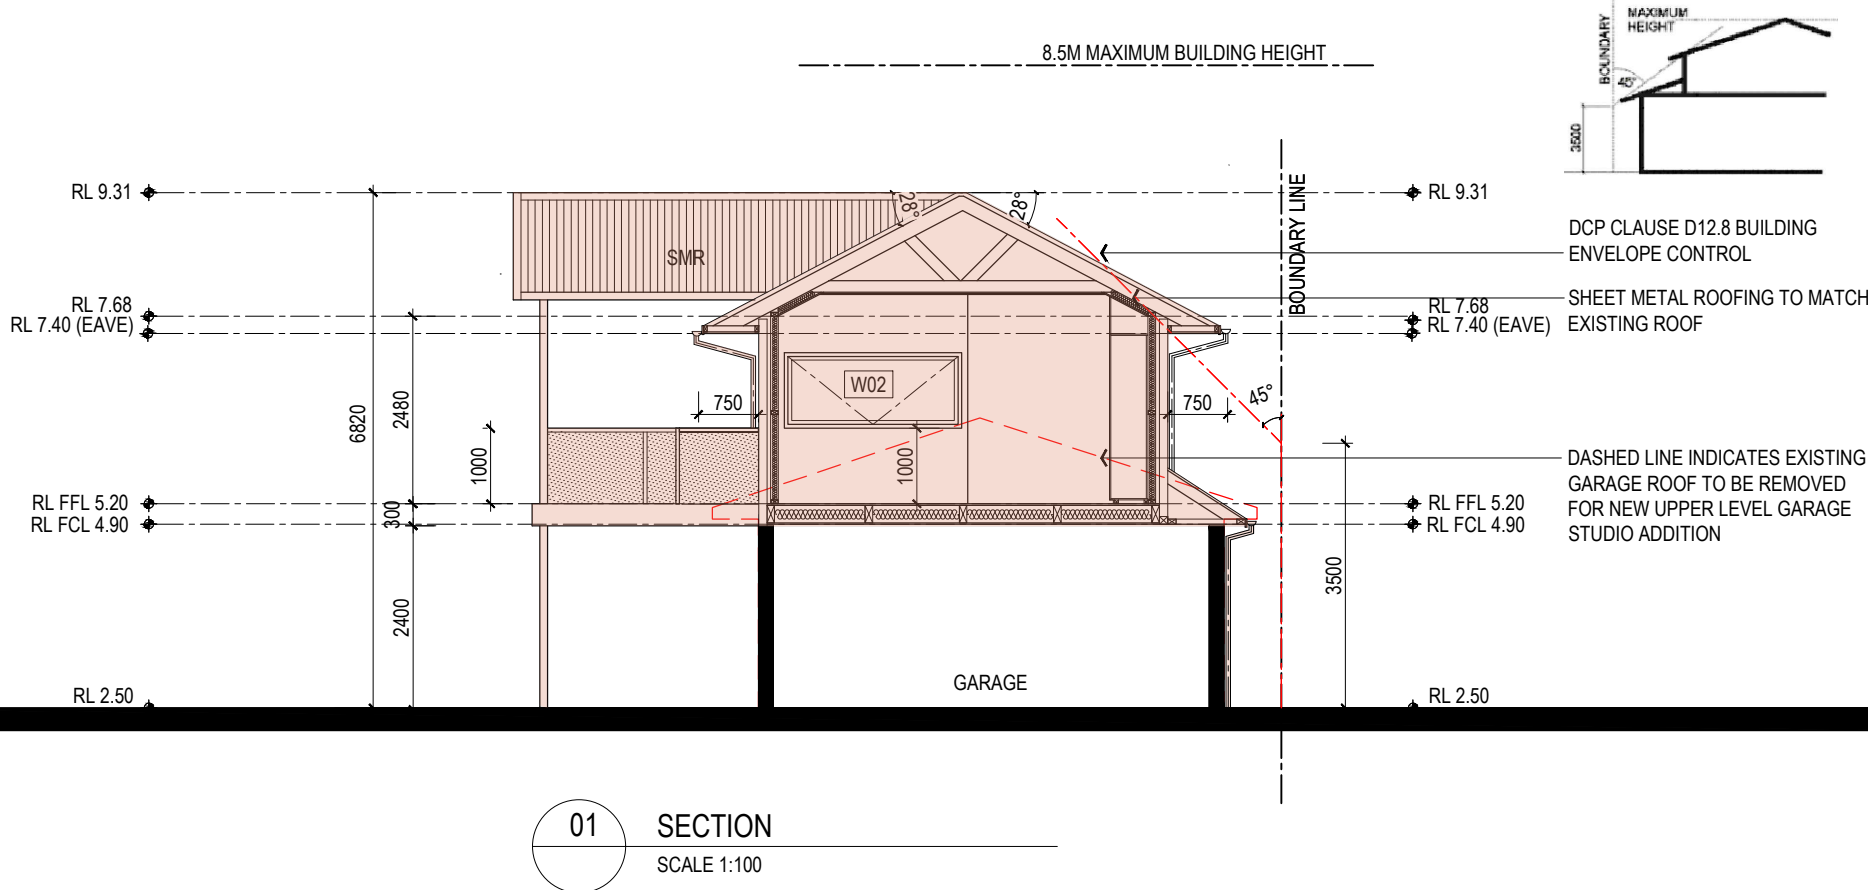 MAXIMUM
HEIGHT
BOUNDARY
45°
3500
8.5M MAXIMUM BUILDING HEIGHT
RL 9.31
28°
28°
RL 9.31
BOUNDARY LINE
DCP CLAUSE D12.8 BUILDING
ENVELOPE CONTROL
SMR
RL 7.68
RL 7.40 (EAVE)
RL 7.68
RL 7.40 (EAVE)
SHEET METAL ROOFING TO MATCH
EXISTING ROOF
W02
750
750
45°
6820
2480
1000
1000
DASHED LINE INDICATES EXISTING
GARAGE ROOF TO BE REMOVED
FOR NEW UPPER LEVEL GARAGE
STUDIO ADDITION
RL FFL 5.20
RL FCL 4.90
300
RL FFL 5.20
RL FCL 4.90
2400
3500
GARAGE
RL 2.50
RL 2.50
01
SECTION
SCALE 1:100